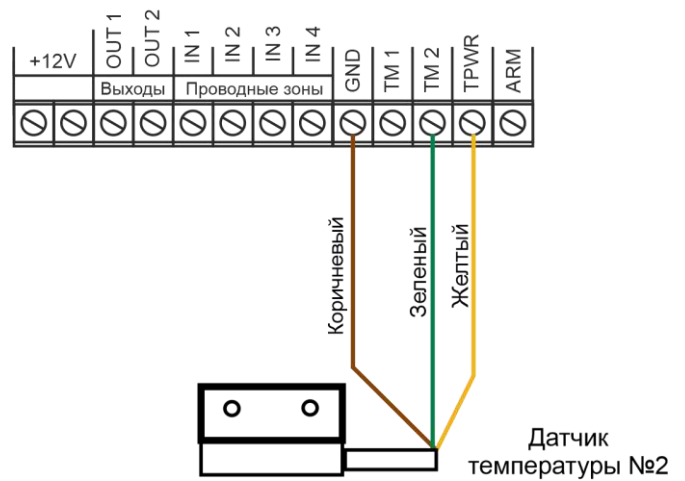 +12V
OUT 1
OUT 2
IN 1
IN 2
IN 3
IN 4
GND
TM 1
TM 2
TPWR
ARM
Выходы
Проводные зоны
Коричневый
Зеленый
Желтый
Датчик
температуры №2